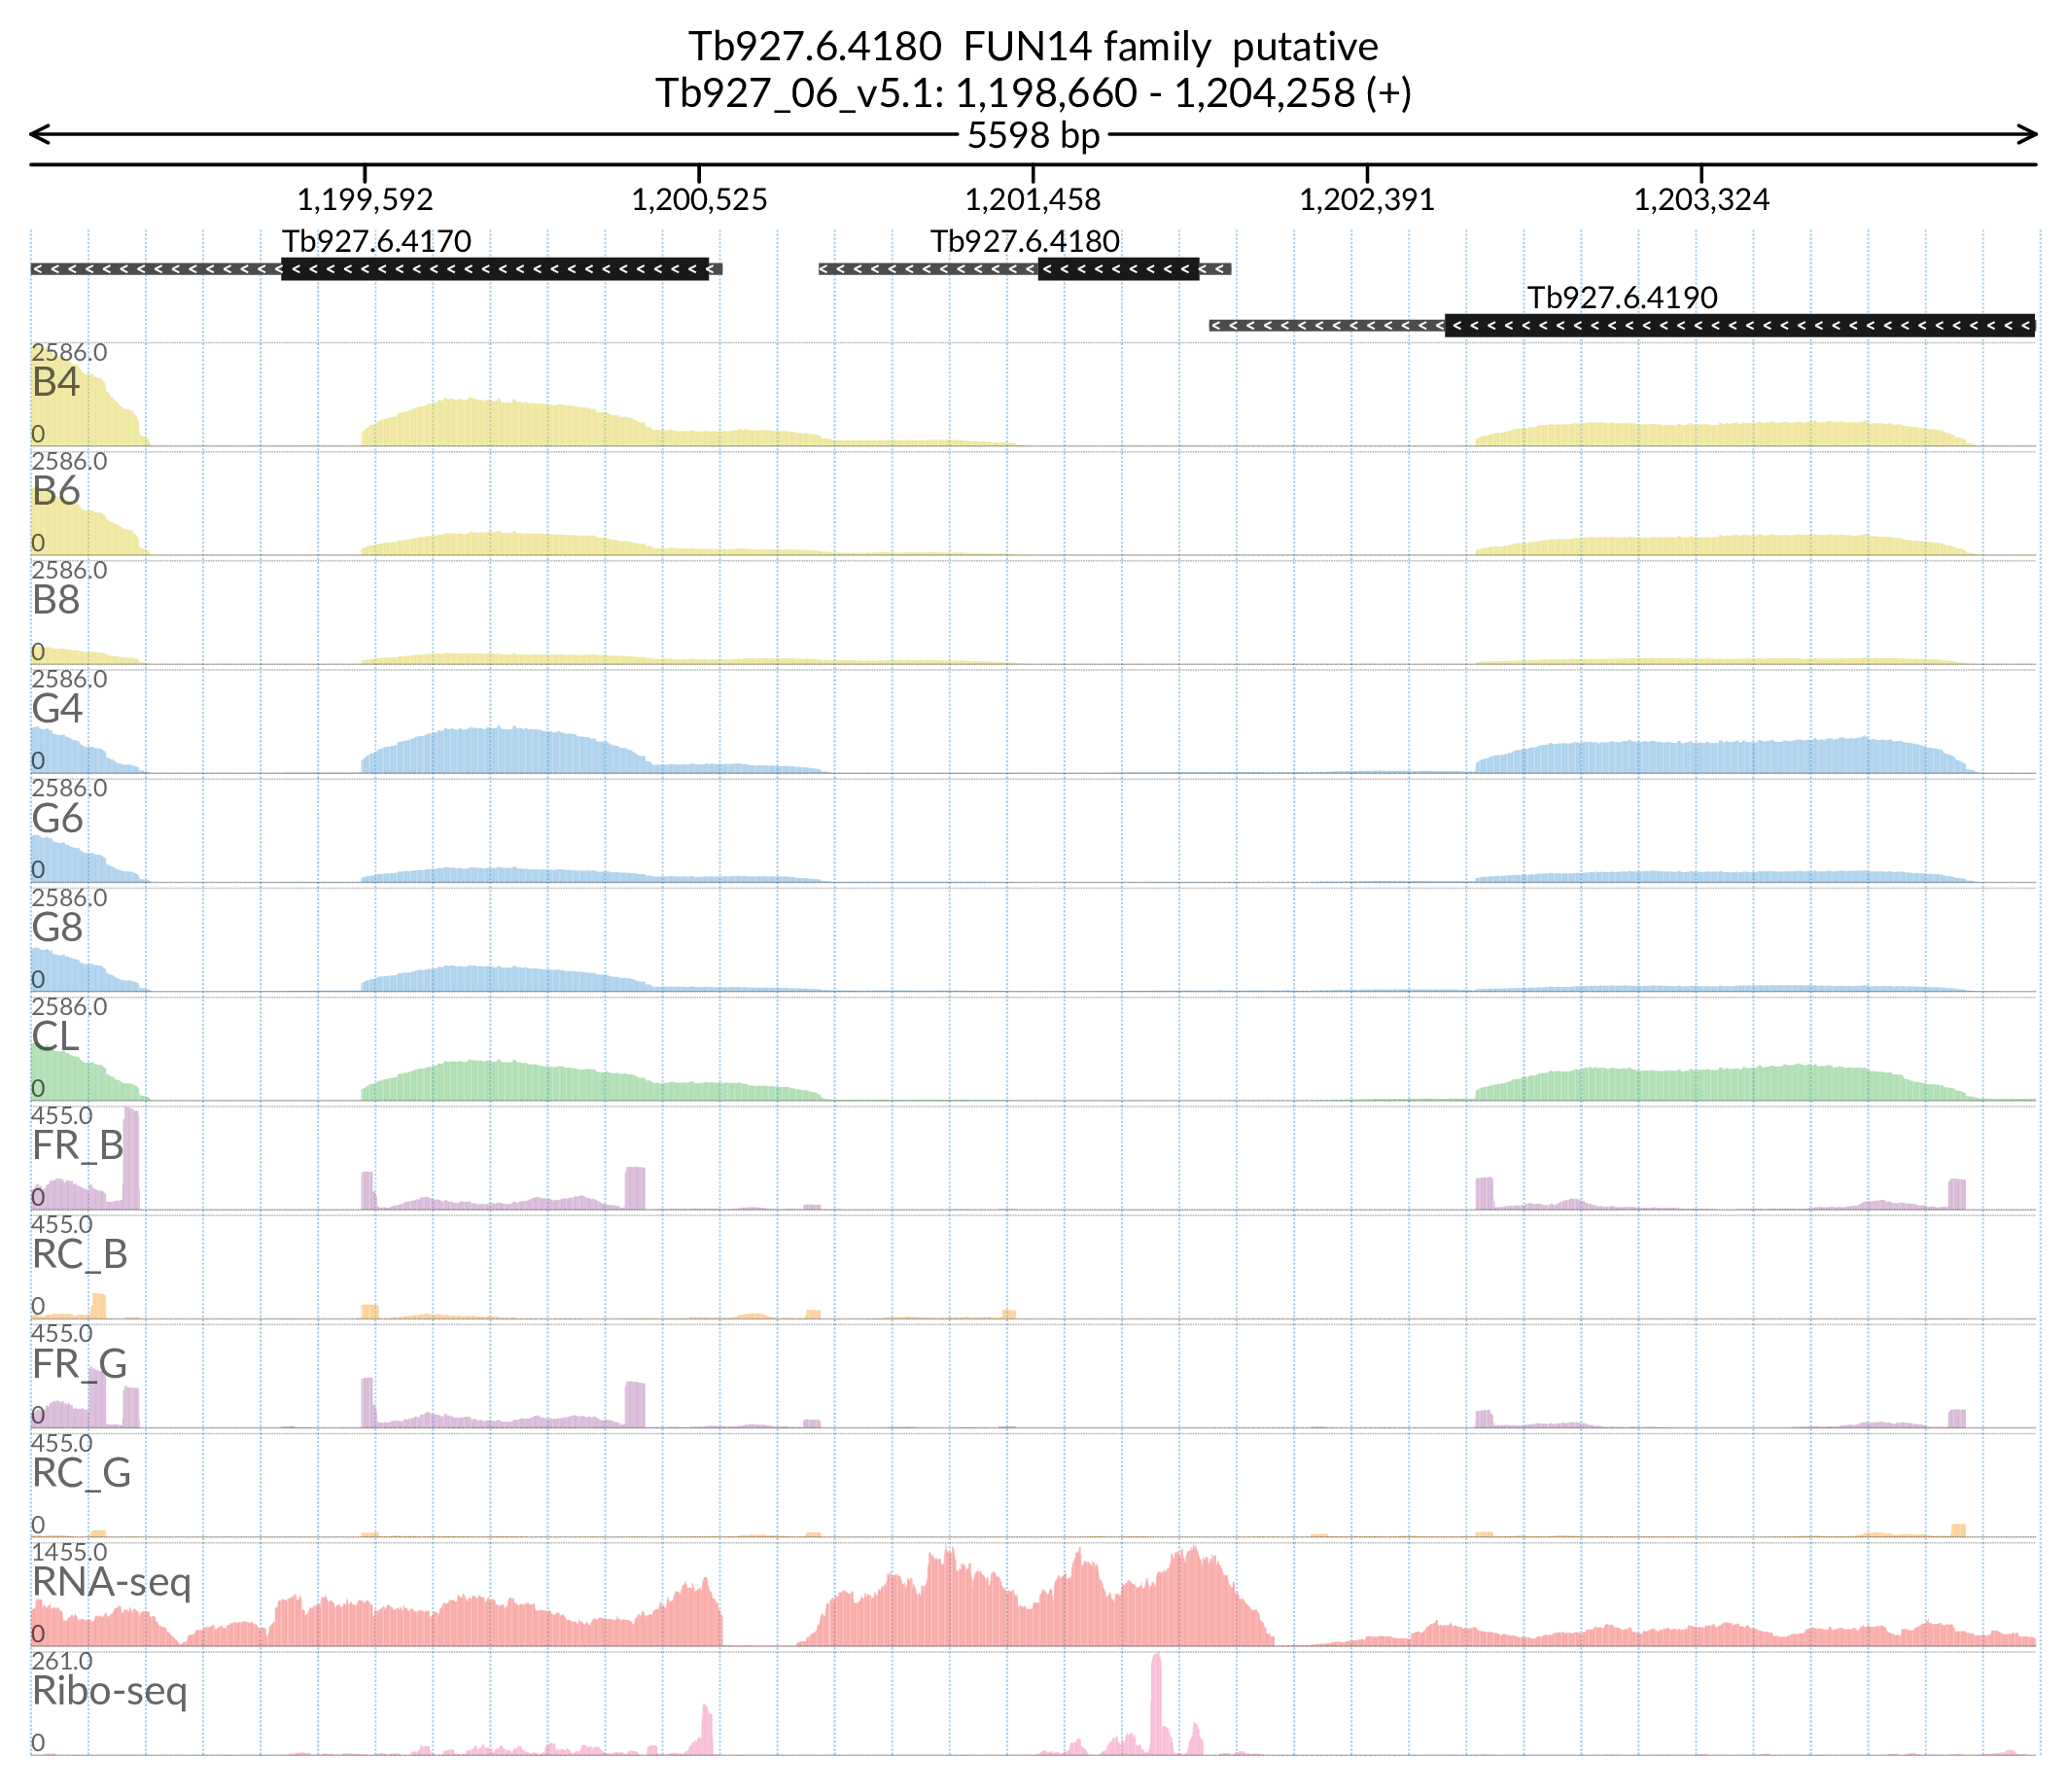 Tb927.6.4180  FUN14 family  putative
Tb927_06_v5.1: 1,198,660 - 1,204,258 (+)
5598 bp
1,199,592 1,200,525 1,201,458 1,202,391 1,203,324
Tb927.6.4170 Tb927.6.4180
Tb927.6.4190
2586.0
B4
0
2586.0
B6
0
2586.0
B8
0
2586.0
G4
0
2586.0
G6
0
2586.0
G8
0
2586.0
CL
0
455.0
FR_B
0
455.0
RC_B
0
455.0
FR_G
0
455.0
RC_G
0
1455.0
RNA-seq
0
261.0
Ribo-seq
0